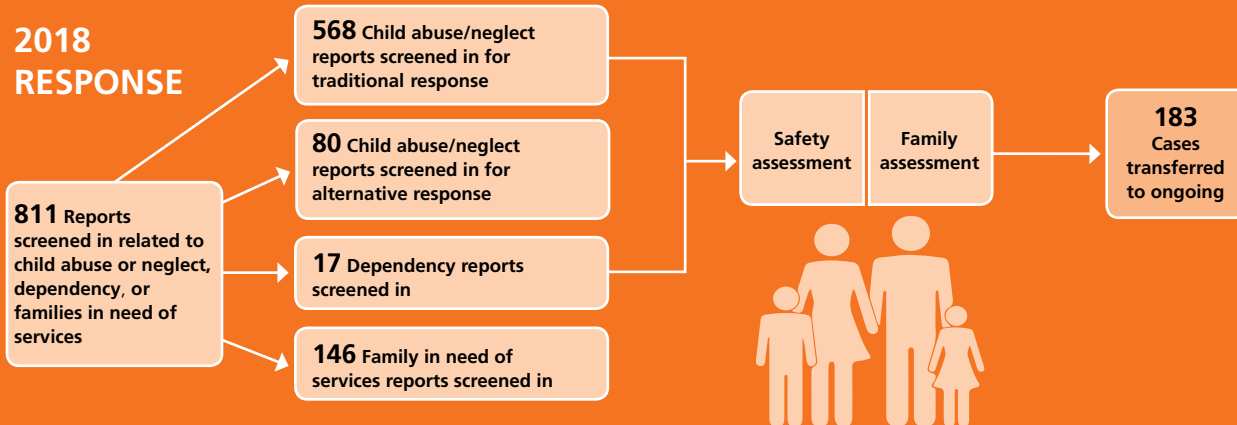 2018
RESPONSE
811 Reports
screened in related to
child abuse or neglect,
dependency, or
families in need of
services
568 Child abuse/neglect
reports screened in for
traditional response
80 Child abuse/neglect
reports screened in for
alternative response
17 Dependency reports
screened in
146 Family in need of
services reports screened in
Safety
assessment
Family
assessment
183
Cases
transferred
to ongoing